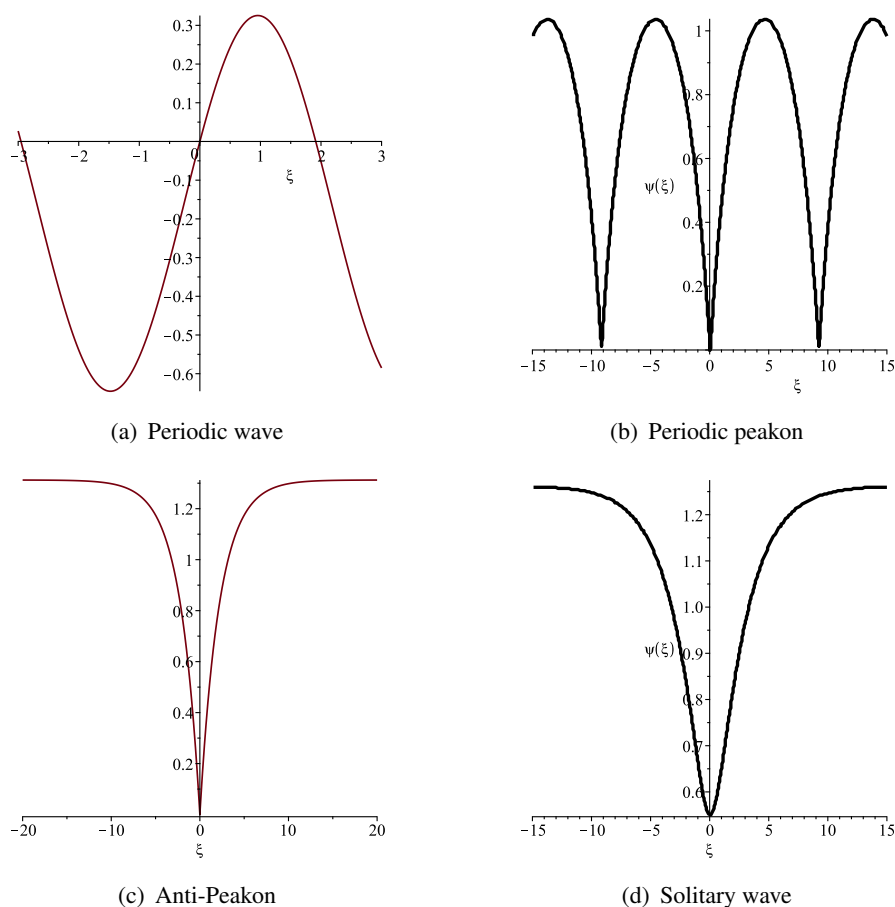 0.3
0.2
0.1
−3 −2 −1 0 1 2 3
ξ
−0.1
−0.2
−0.3
−0.4
−0.5
−0.6
(a) Periodic wave
1
0.8
0.6
ψ(ξ)
0.4
0.2
−15 −10 −5 0 5 10 15
ξ
(b) Periodic peakon
1.2
1
0.8
0.6
0.4
0.2
−20 −10 0 10 20
ξ
(c) Anti-Peakon
1.2
1.1
1.0
0.9
ψ(ξ)
0.8
0.7
0.6
−15 −10 −5 0 5 10 15
ξ
(d) Solitary wave